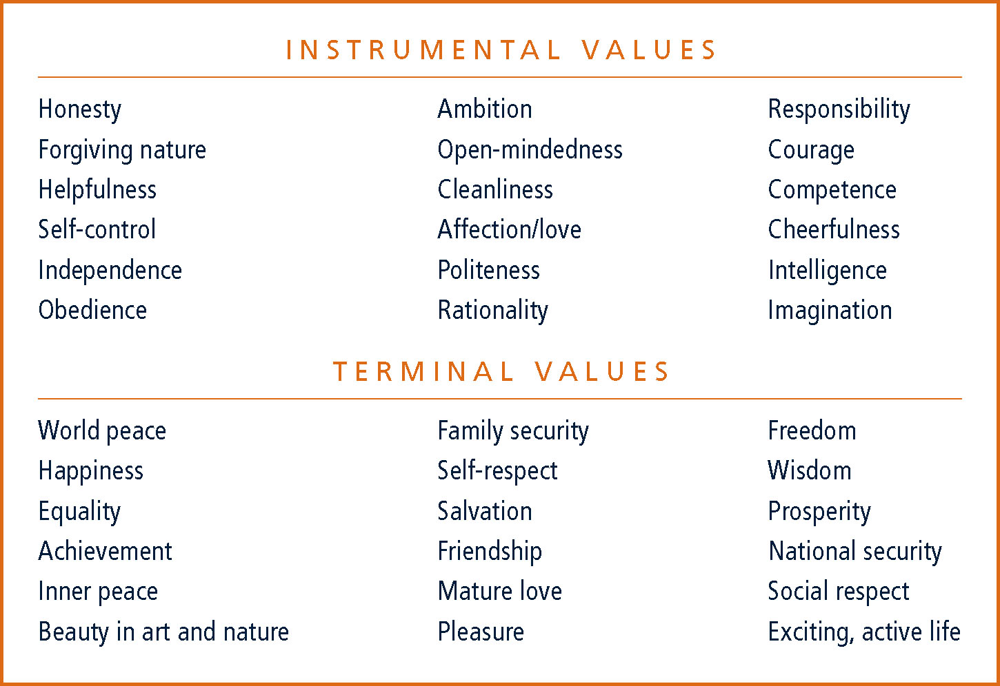 INSTRUMENTAL VALUES
Honesty Ambition Responsibility
Forgiving nature Open-mindedness Courage
Helpfulness Cleanliness Competence
Self-control Affection/love Cheerfulness
Independence Politeness Intelligence
Obedience Rationality Imagination
TERMINAL VALUES
World peace Family security Freedom
Happiness Self-respect Wisdom
Equality Salvation Prosperity
Achievement Friendship National security
Inner peace Mature love Social respect
Beauty in art and nature Pleasure Exciting, active life